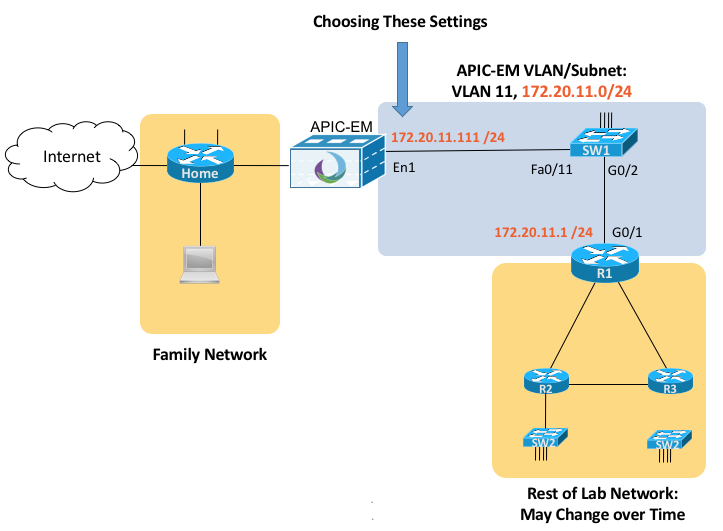 Choosing These Settings
APIC-EM VLAN/Subnet:
VLAN 11, 172.20.11.0/24
APIC-EM
172.20.11.111 /24
Internet
Home
En1
SW1
Fa0/11
G0/2
172.20.11.1 /24
G0/1
R1
Family Network
R2
R3
SW2
SW2
Rest of Lab Network:
May Change over Time